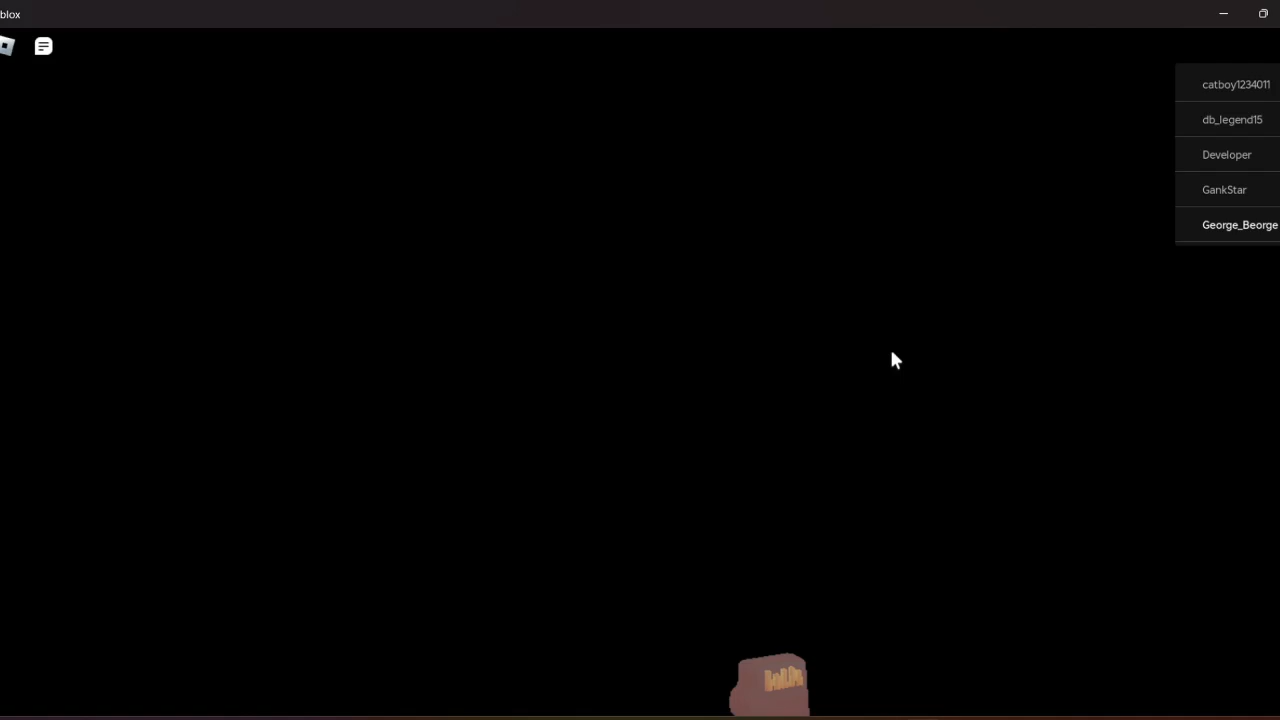 blox
catboy1234011
db_legend15
Developer
GankStar
George_Beorge